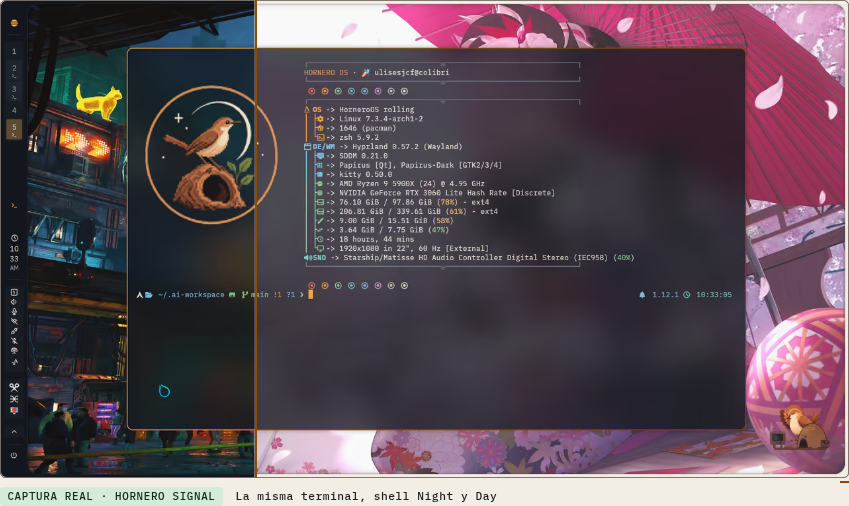 1
2
3
4
5
10
33
AM
HORNERO OS · ulisesjcf@colibri
OS -> HorneroOS rolling
-> Linux 7.3.4-arch1-2
-> 1646 (pacman)
-> zsh 5.9.2
DE/WM -> Hyprland 0.57.2 (Wayland)
-> SDDM 0.21.0
-> Papirus [Qt], Papirus-Dark [GTK2/3/4]
-> kitty 0.50.0
-> AMD Ryzen 9 5900X (24) @ 4.95 GHz
-> NVIDIA GeForce RTX 3060 Lite Hash Rate [Discrete]
-> 76.10 GiB / 97.86 GiB (78%) - ext4
-> 206.81 GiB / 339.61 GiB (61%) - ext4
-> 9.00 GiB / 15.51 GiB (58%)
-> 3.64 GiB / 7.75 GiB (47%)
-> 18 hours, 44 mins
-> 1920x1080 in 22", 60 Hz [External]
SND -> Starship/Matisse HD Audio Controller Digital Stereo (IEC958) (40%)
~/.ai-workspace main !1 ?1 ❯
1.12.1 10:33:05
CAPTURA REAL · HORNERO SIGNAL La misma terminal, shell Night y Day